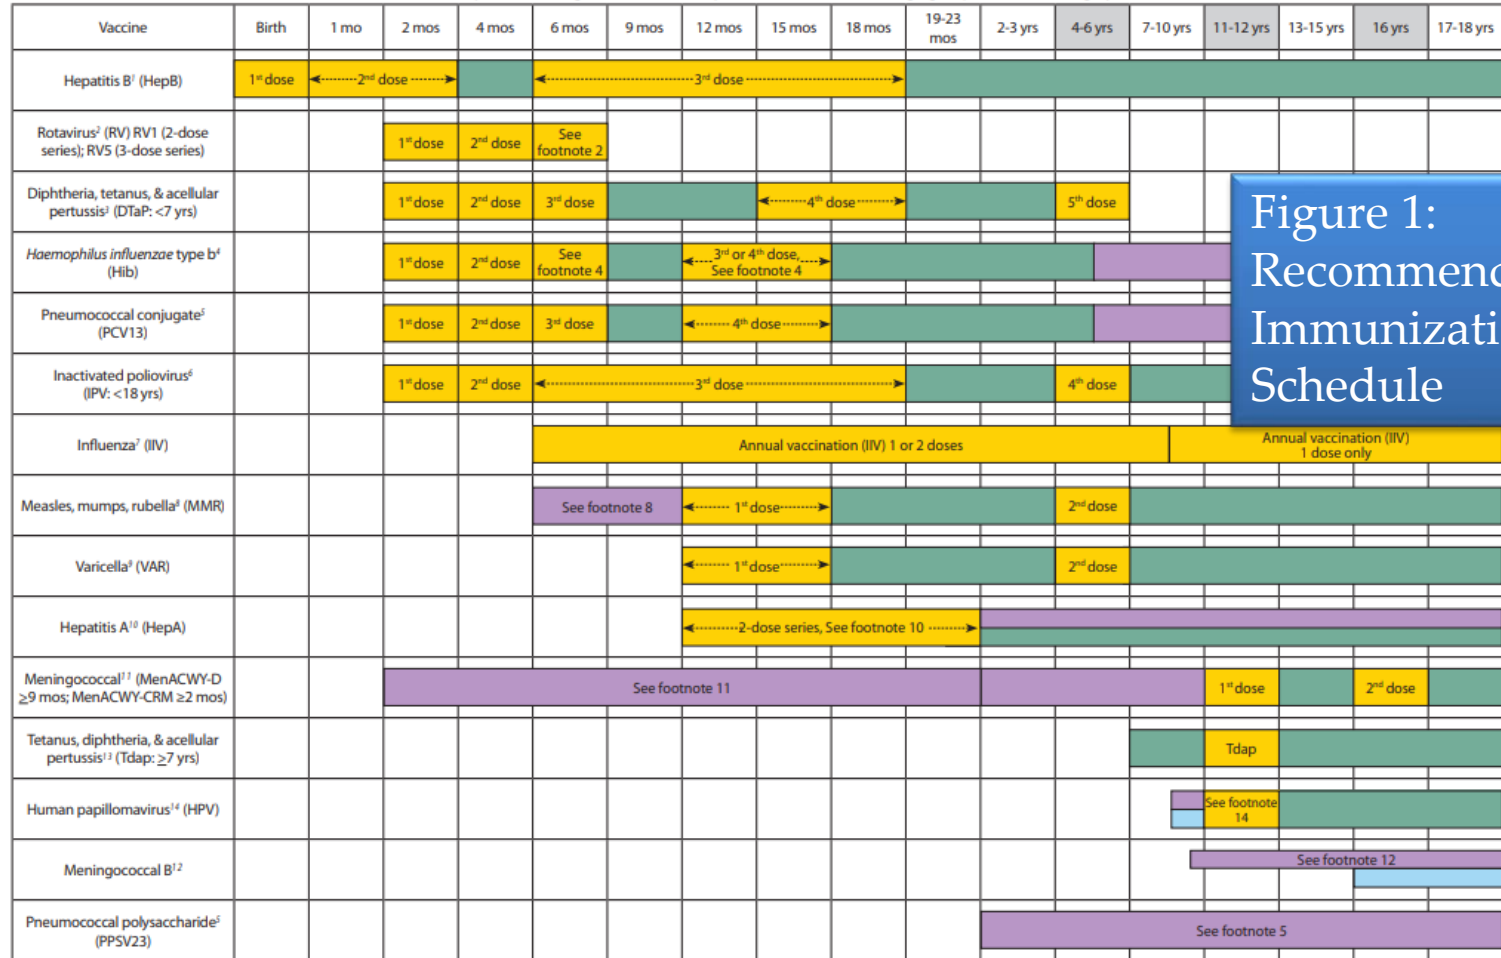 Vaccine Birth 1 mo 2 mos 4 mos 6 mos 9 mos 12 mos 15 mos 18 mos 19-23 mos 2-3 yrs 4-6 yrs 7-10 yrs 11-12 yrs 13-15 yrs 16 yrs 17-18 yrs
Hepatitis B¹ (HepB) 1st dose 2nd dose 3rd dose
Rotavirus² (RV) RV1 (2-dose
series); RV5 (3-dose series)
1st dose 2nd dose See
footnote 2
Diphtheria, tetanus, & acellular
pertussis³ (DTaP: <7 yrs)
1st dose 2nd dose 3rd dose 4th dose 5th dose
Haemophilus influenzae type b⁴
(Hib)
1st dose 2nd dose See
footnote 4
3rd or 4th dose,
See footnote 4
Pneumococcal conjugate⁵
(PCV13)
1st dose 2nd dose 3rd dose 4th dose
Inactivated poliovirus⁶
(IPV: <18 yrs)
1st dose 2nd dose 3rd dose 4th dose
Figure 1:
Recommend
Immunizati
Schedule
Influenza⁷ (IIV) Annual vaccination (IIV) 1 or 2 doses Annual vaccination (IIV)
1 dose only
Measles, mumps, rubella⁸ (MMR) See footnote 8 1st dose 2nd dose
Varicella⁹ (VAR) 1st dose 2nd dose
Hepatitis A¹⁰ (HepA) 2-dose series, See footnote 10
Meningococcal¹¹ (MenACWY-D
≥9 mos; MenACWY-CRM ≥2 mos)
See footnote 11 1st dose 2nd dose
Tetanus, diphtheria, & acellular
pertussis¹³ (Tdap: ≥7 yrs)
Tdap
Human papillomavirus¹⁴ (HPV) See footnote
14
Meningococcal B¹² See footnote 12
Pneumococcal polysaccharide⁵
(PPSV23)
See footnote 5